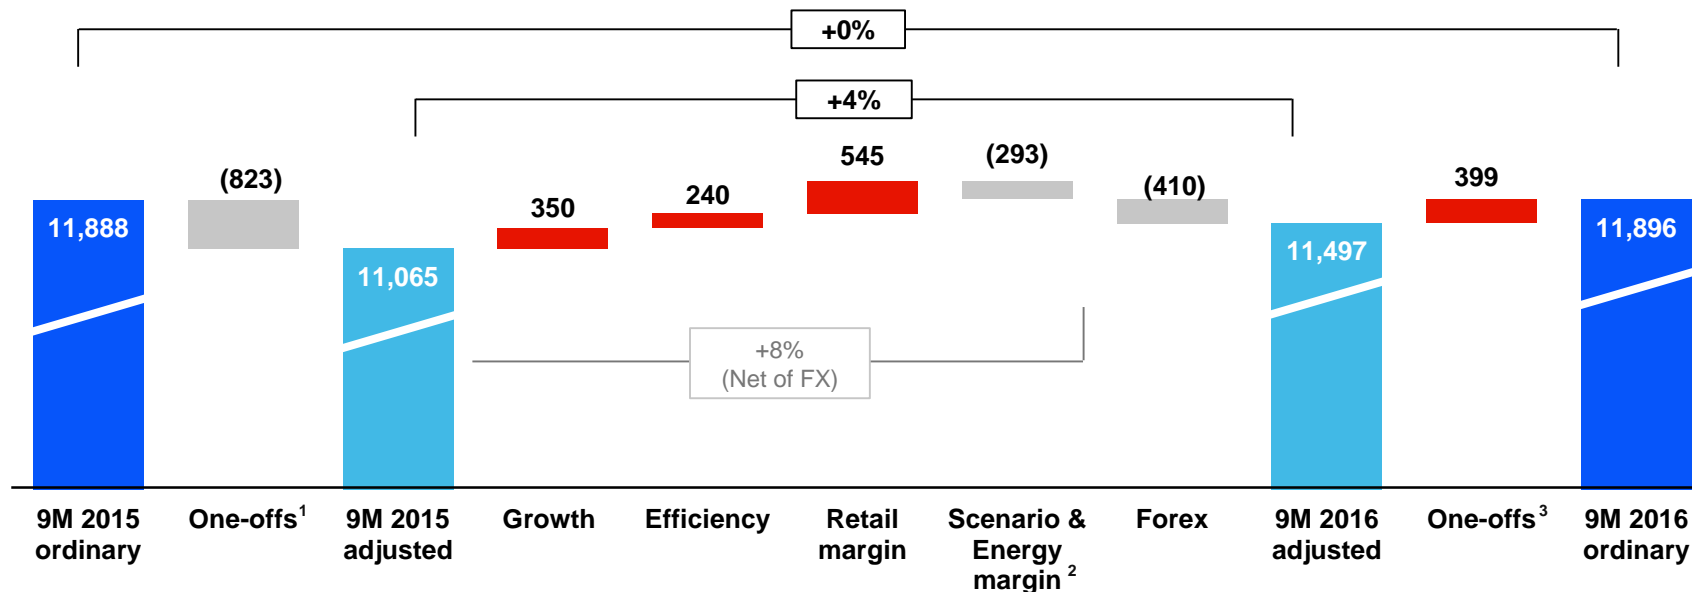 +0%
+4%
(823)
350
240
545
(293)
(410)
399
11,888
11,065
11,497
11,896
+8%
(Net of FX)
9M 2015
ordinary
One-offs1
9M 2015
adjusted
Growth
Efficiency
Retail
margin
Scenario &
Energy
margin 2
Forex
9M 2016
adjusted
One-offs3
9M 2016
ordinary